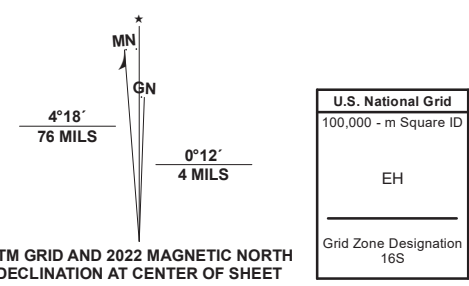 ★
MN
GN
4°18´
76 MILS
0°12´
4 MILS
TM GRID AND 2022 MAGNETIC NORTH
DECLINATION AT CENTER OF SHEET
U.S. National Grid
100,000 - m Square ID
EH
Grid Zone Designation
16S